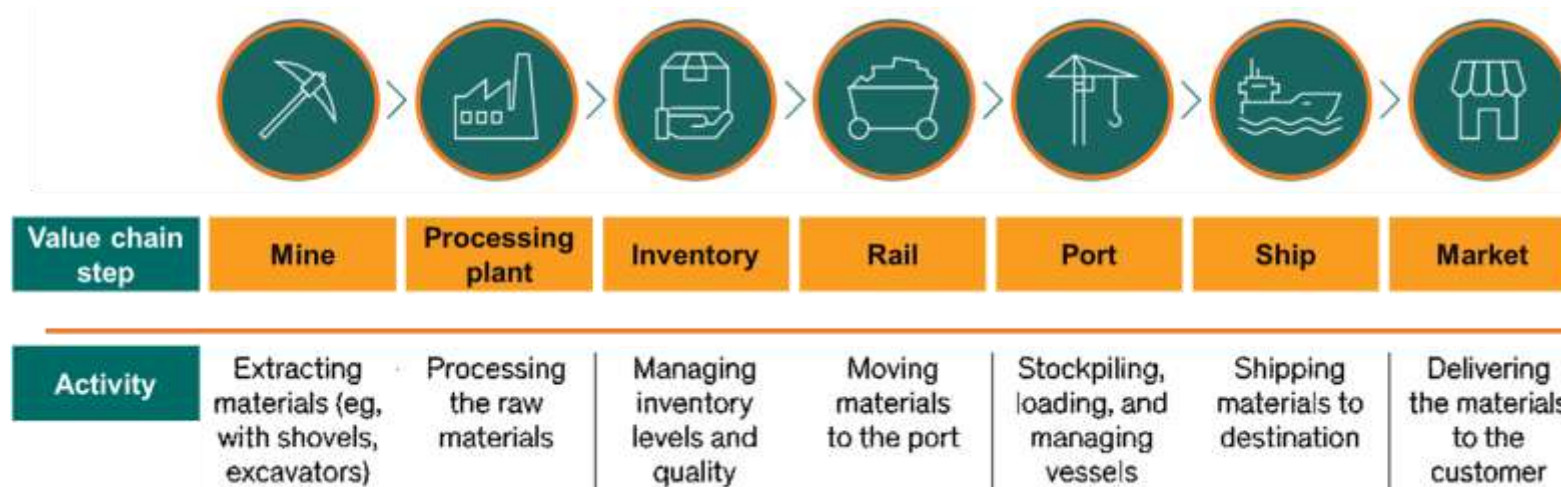 Value chain
step
Mine
Processing
plant
Inventory
Rail
Port
Ship
Market
Activity
Extracting
materials (eg,
with shovels,
excavators)
Processing
the raw
materials
Managing
inventory
levels and
quality
Moving
materials
to the port
Stockpiling,
loading, and
managing
vessels
Shipping
materials to
destination
Delivering
the materials
to the
customer